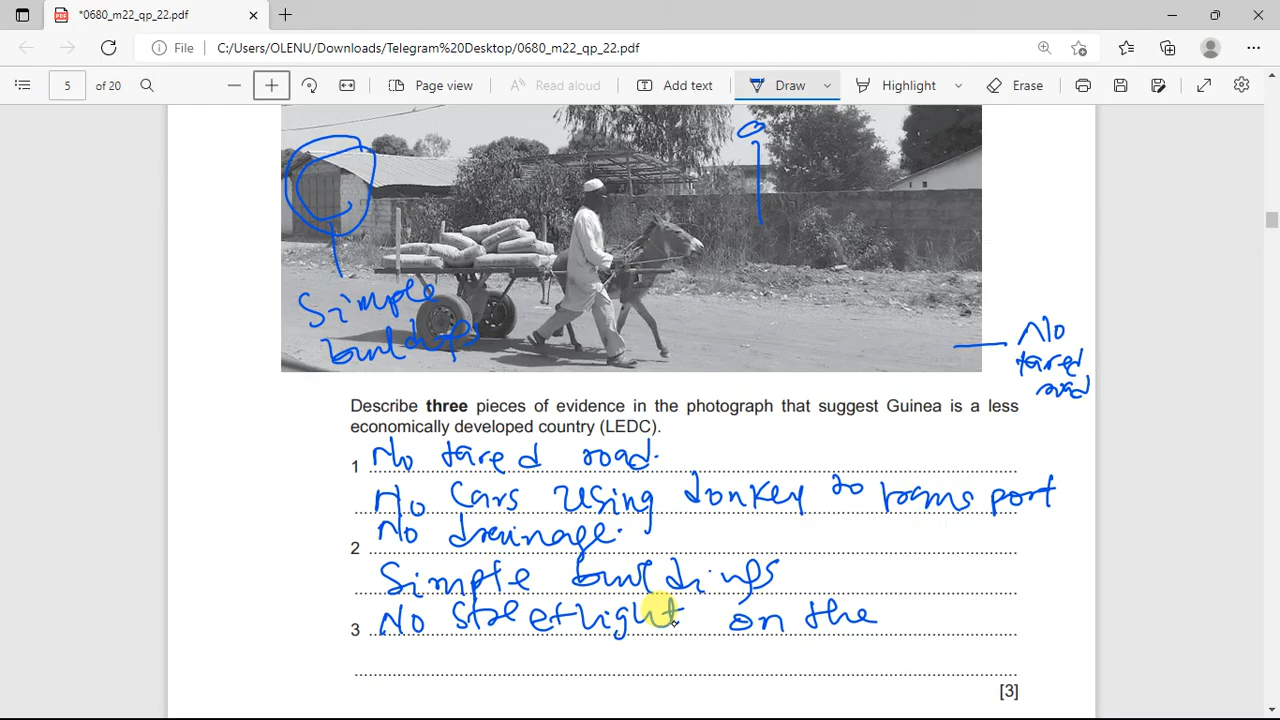 *0680_m22_qp_22.pdf
File C:/Users/OLENU/Downloads/Telegram%20Desktop/0680_m22_qp_22.pdf
5 of 20 Page view Read aloud Add text Draw Highlight Erase
Simple
buildings
No
tared
road
Describe three pieces of evidence in the photograph that suggest Guinea is a less
economically developed country (LEDC).
1 No tared road.
No Cars Using donkey to transport
2 No drainage.
Simple buildings
3 No Streetlight on the
[3]